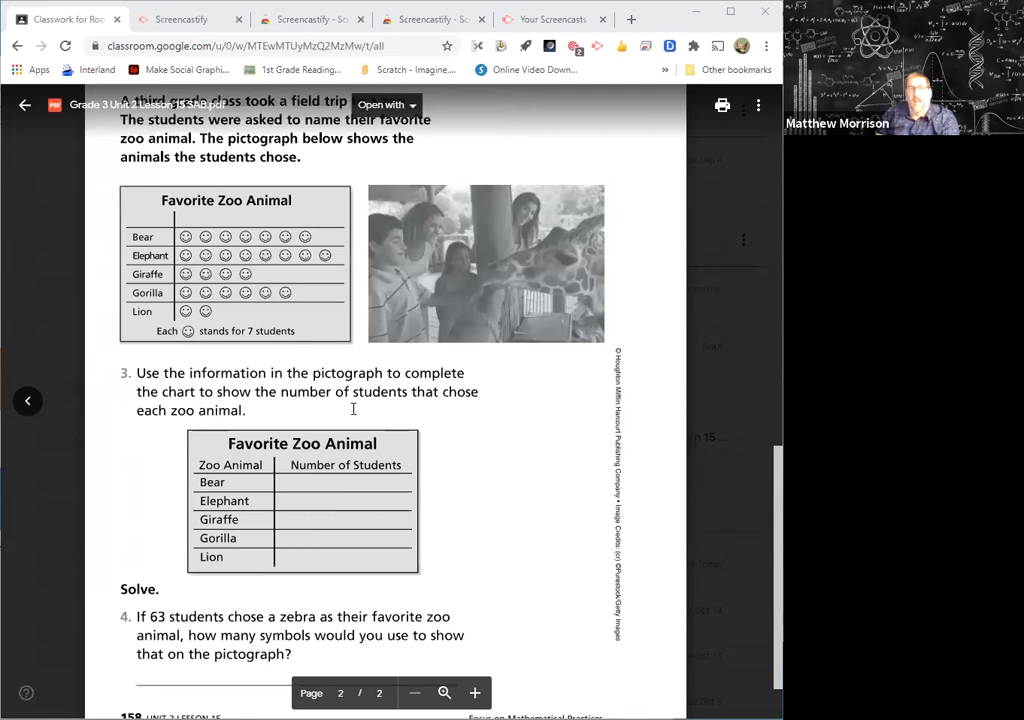 Classwork for Roo
Screencastify
Screencastify - So
Screencastify - Scr
Your Screencasts
classroom.google.com/u/0/w/MTEwMTUyMzQ2MzMw/t/all
Apps
Interland
Make Social Graphi...
1st Grade Reading...
Scratch - Imagine,...
Online Video Down...
»
Other bookmarks
Grade 3 Unit 2 Lesson 15 SAB.pdf
Open with
A third grade class took a field trip
The students were asked to name their favorite
zoo animal. The pictograph below shows the
animals the students chose.
Favorite Zoo Animal
Bear
Elephant
Giraffe
Gorilla
Lion
Each ☺ stands for 7 students
3. Use the information in the pictograph to complete
the chart to show the number of students that chose
each zoo animal.
Favorite Zoo Animal
Zoo Animal Number of Students
Bear
Elephant
Giraffe
Gorilla
Lion
Solve.
4. If 63 students chose a zebra as their favorite zoo
animal, how many symbols would you use to show
that on the pictograph?
Page 2 / 2
158 UNIT 2 LESSON 15
Focus on Mathematical Practices
© Houghton Mifflin Harcourt Publishing Company • Image Credits: (cr) ©Purestock/Getty Images
Matthew Morrison